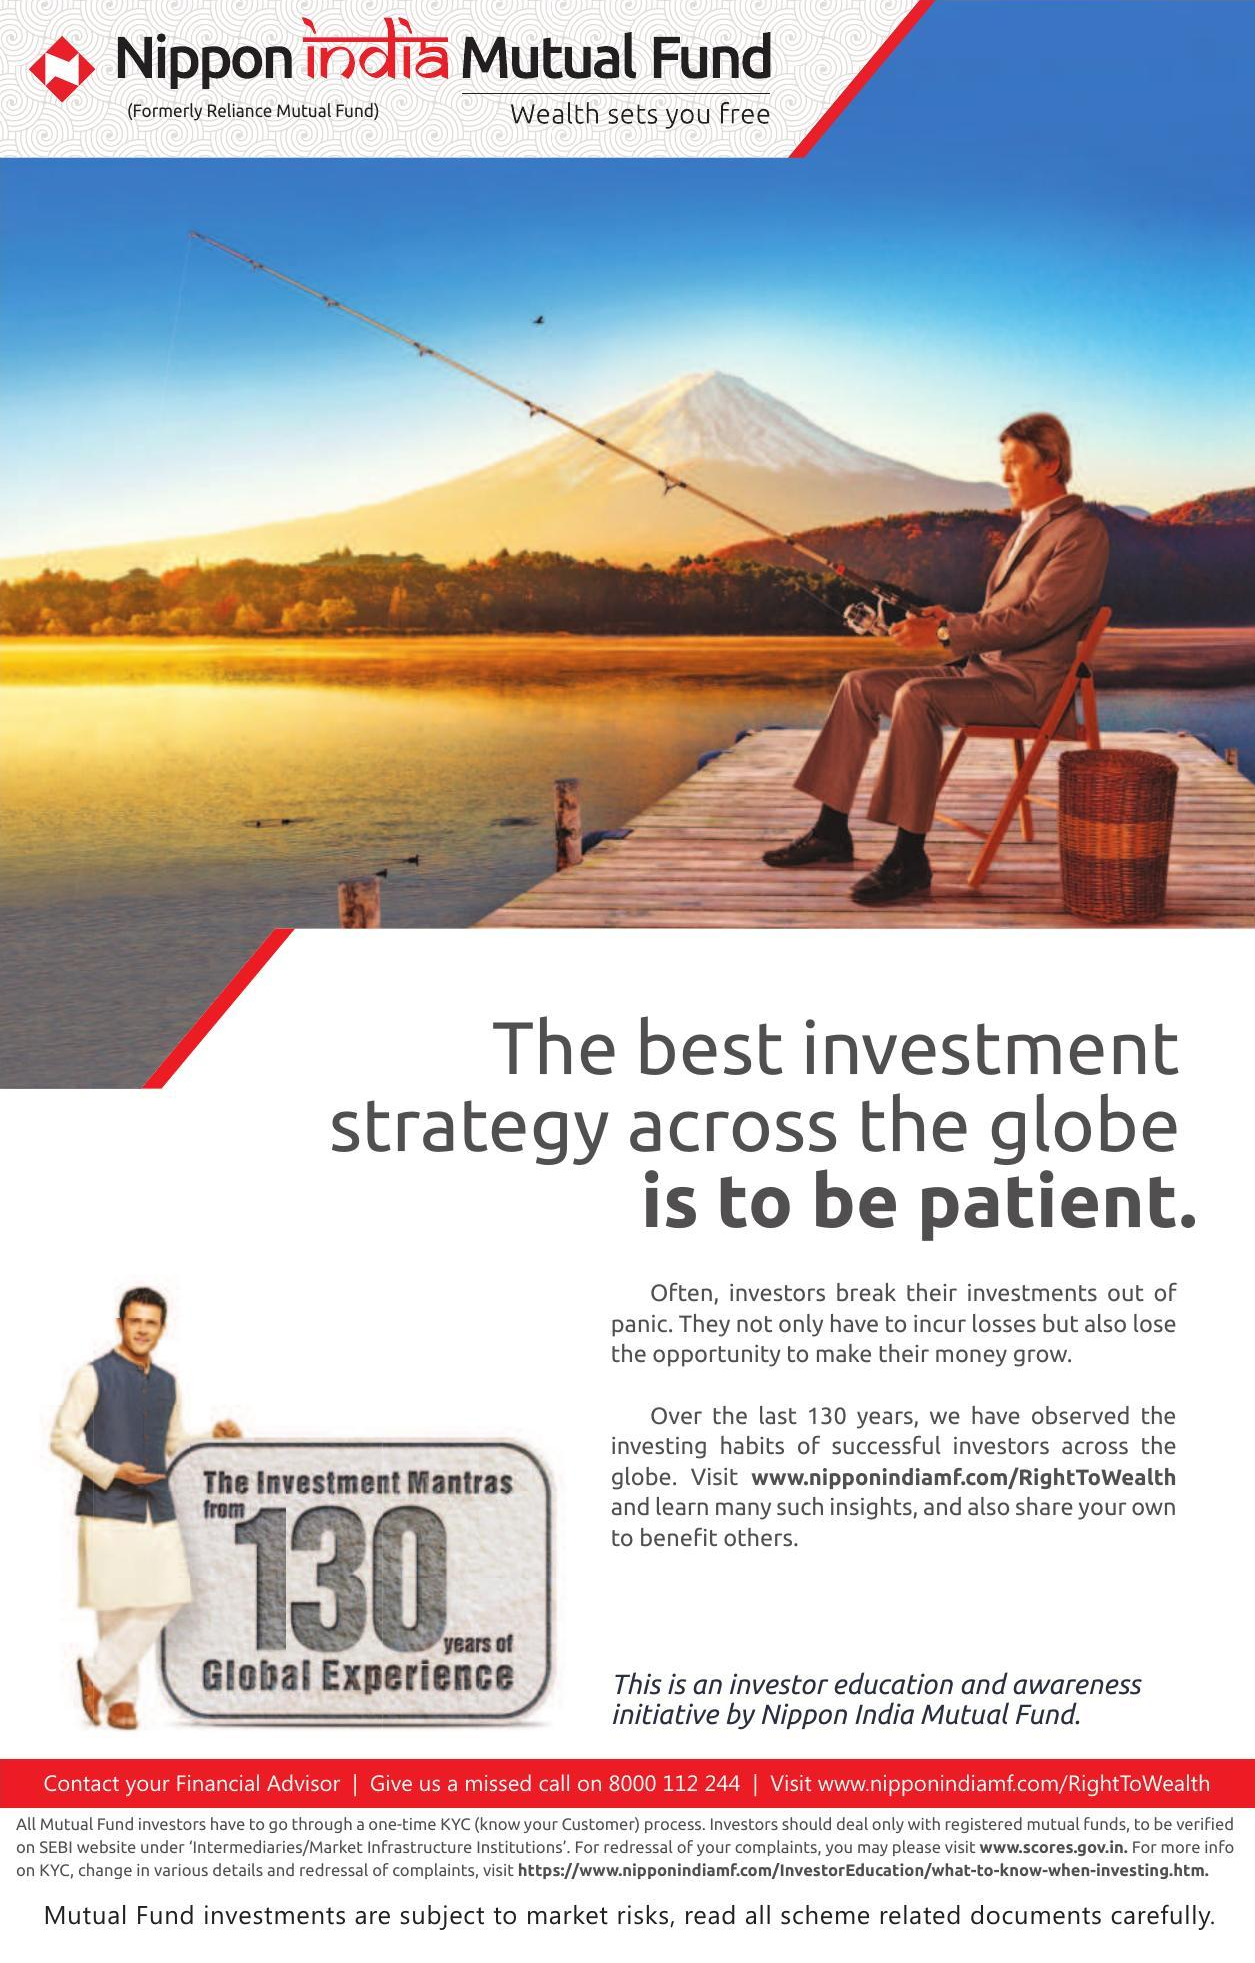 Nippon india Mutual Fund
(Formerly Reliance Mutual Fund)
Wealth sets you free
The best investment
strategy across the globe
is to be patient.
Often, investors break their investments out of
panic. They not only have to incur losses but also lose
the opportunity to make their money grow.
Over the last 130 years, we have observed the
investing habits of successful investors across the
globe. Visit www.nipponindiamf.com/RightToWealth
and learn many such insights, and also share your own
to benefit others.
The Investment Mantras
from
130
years of
Global Experience
This is an investor education and awareness
initiative by Nippon India Mutual Fund.
Contact your Financial Advisor | Give us a missed call on 8000 112 244 | Visit www.nipponindiamf.com/RightToWealth
All Mutual Fund investors have to go through a one-time KYC (know your Customer) process. Investors should deal only with registered mutual funds, to be verified
on SEBI website under ‘Intermediaries/Market Infrastructure Institutions’. For redressal of your complaints, you may please visit www.scores.gov.in. For more info
on KYC, change in various details and redressal of complaints, visit https://www.nipponindiamf.com/InvestorEducation/what-to-know-when-investing.htm.
Mutual Fund investments are subject to market risks, read all scheme related documents carefully.